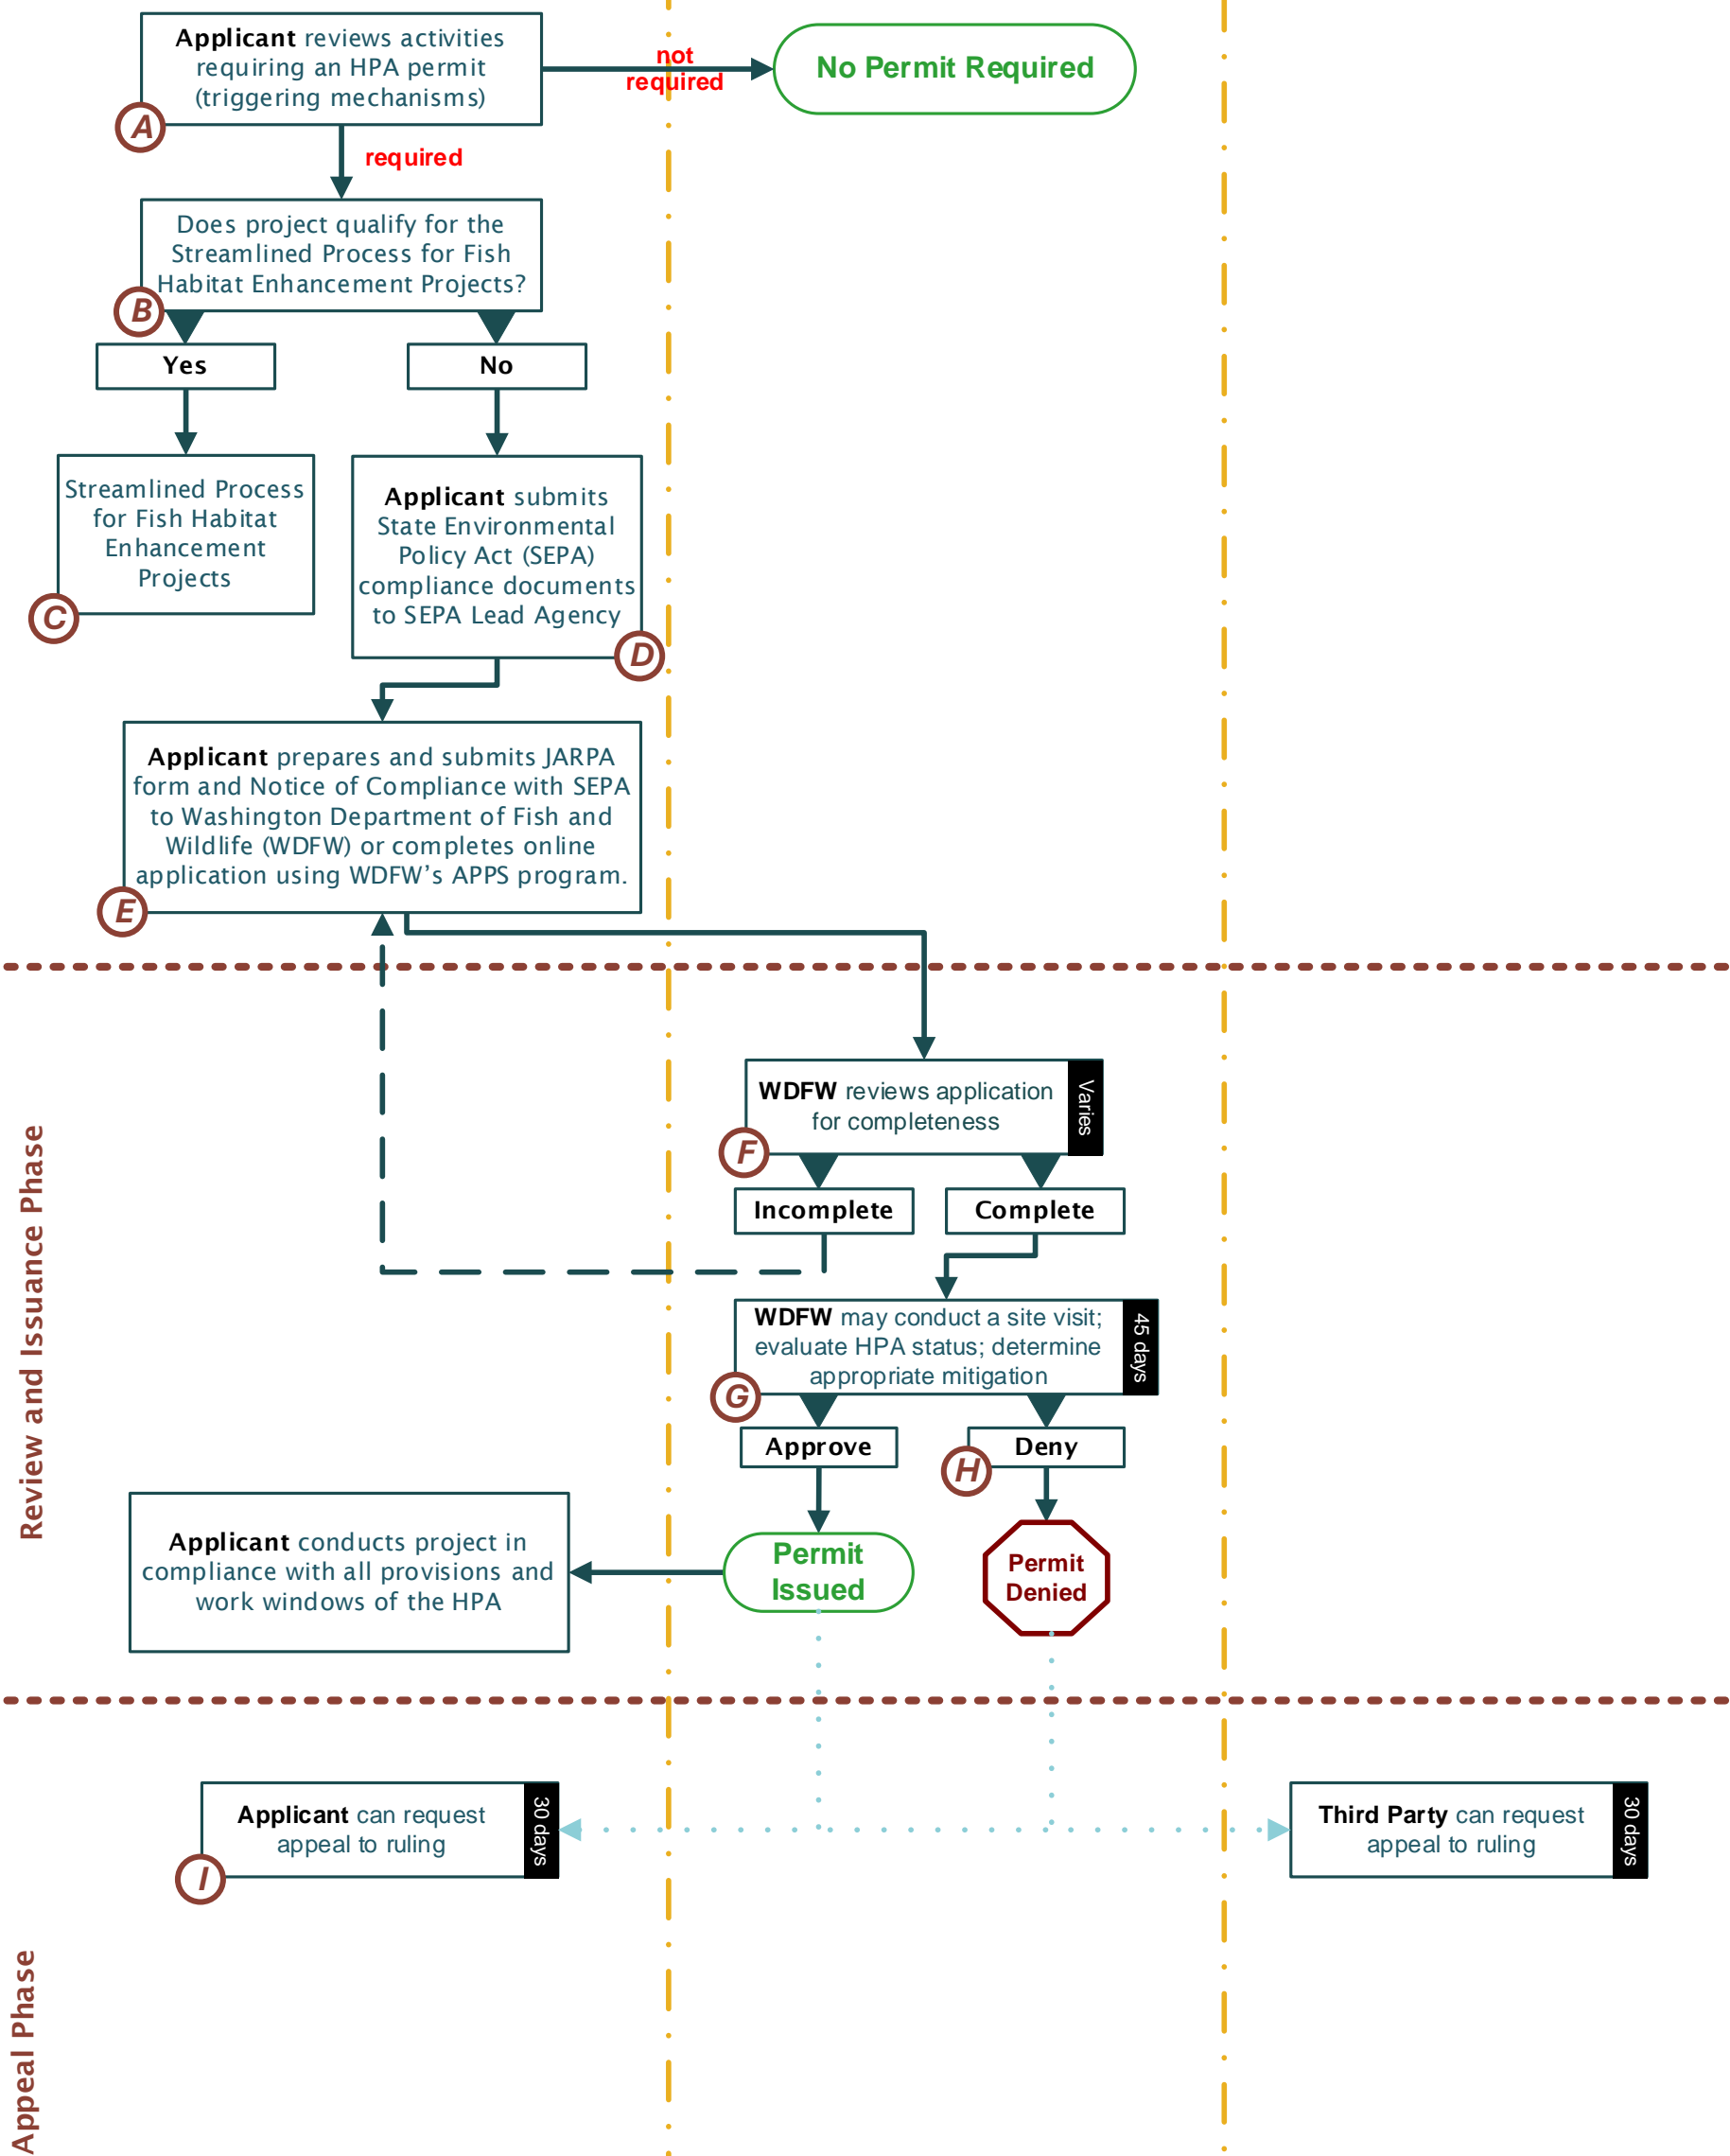 Applicant reviews activities
requiring an HPA permit
(triggering mechanisms)
A
not
required
No Permit Required
required
Does project qualify for the
Streamlined Process for Fish
Habitat Enhancement Projects?
B
Yes
No
Streamlined Process
for Fish Habitat
Enhancement
Projects
C
Applicant submits
State Environmental
Policy Act (SEPA)
compliance documents
to SEPA Lead Agency
D
Applicant prepares and submits JARPA
form and Notice of Compliance with SEPA
to Washington Department of Fish and
Wildlife (WDFW) or completes online
application using WDFW’s APPS program.
E
Review and Issuance Phase
WDFW reviews application
for completeness
Varies
F
Incomplete
Complete
WDFW may conduct a site visit;
evaluate HPA status; determine
appropriate mitigation
45 days
G
Approve
Deny
H
Permit
Issued
Permit
Denied
Applicant conducts project in
compliance with all provisions and
work windows of the HPA
Appeal Phase
Applicant can request
appeal to ruling
30 days
I
Third Party can request
appeal to ruling
30 days